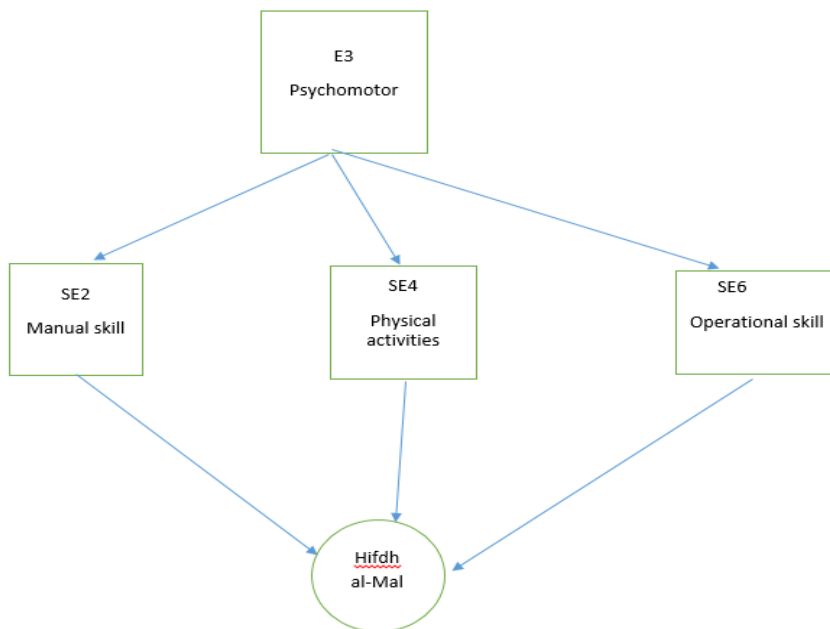 E3
Psychomotor
SE2
Manual skill
SE4
Physical
activities
SE6
Operational skill
Hifdh
al-Mal